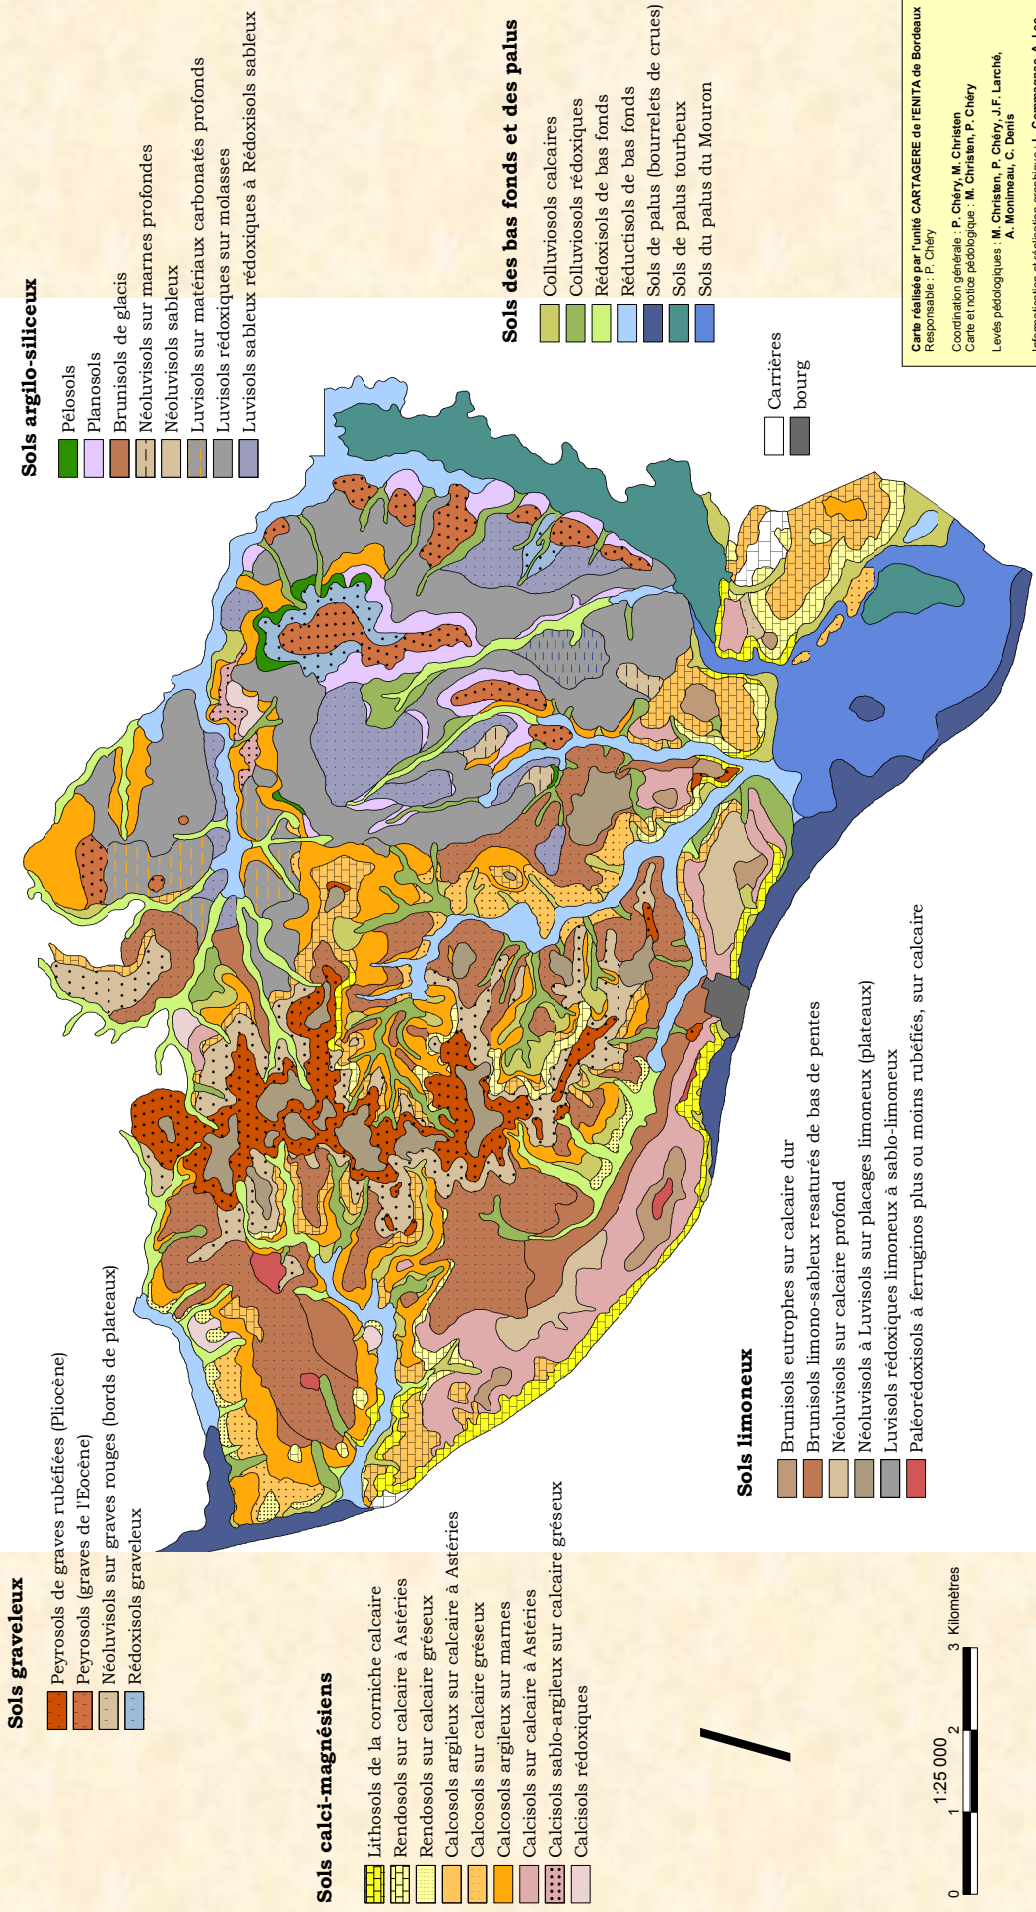 Sols graveleux
Peyrosols de graves rubéfiées (Pliocène)
Peyrosols (graves de l'Eocène)
Néoluvisols sur graves rouges (bords de plateaux)
Rédoxisols graveleux
Sols argilo-siliceux
Pélosols
Planosols
Brunisols de glacis
Néoluvisols sur marnes profondes
Néoluvisols sableux
Luvisols sur matériaux carbonatés profonds
Luvisols rédoxiques sur molasses
Luvisols sableux rédoxiques à Rédoxisols sableux
Sols calci-magnésiens
Lithosols de la corniche calcaire
Rendosols sur calcaire à Astéries
Rendosols sur calcaire gréseux
Calcosols argileux sur calcaire à Astéries
Calcosols sur calcaire gréseux
Calcosols argileux sur marnes
Calcisols sur calcaire à Astéries
Calcisols sablo-argileux sur calcaire gréseux
Calcisols rédoxiques
Sols des bas fonds et des palus
Colluviosols calcaires
Colluviosols rédoxiques
Rédoxisols de bas fonds
Réductisols de bas fonds
Sols de palus (bourrelets de crues)
Sols de palus tourbeux
Sols du palus du Mouron
Sols limoneux
Brunisols eutrophes sur calcaire dur
Brunisols limono-sableux resaturés de bas de pentes
Néoluvisols sur calcaire profond
Néoluvisols à Luvisols sur placages limoneux (plateaux)
Luvisols rédoxiques limoneux à sablo-limoneux
Paléorédoxisols à ferruginos plus ou moins rubéfiés, sur calcaire
Carrières
bourg
1:25 000
0 1 2 3 Kilomètres
Carte réalisée par l'unité CARTAGERE de l'ENITA de Bordeaux
Responsable : P. Chéry
Coordination générale : P. Chéry, M. Christen
Carte et notice pédologique : M. Christen, P. Chéry
Levés pédologiques : M. Christen, P. Chéry, J.F. Larché,
A. Monimeau, C. Denis